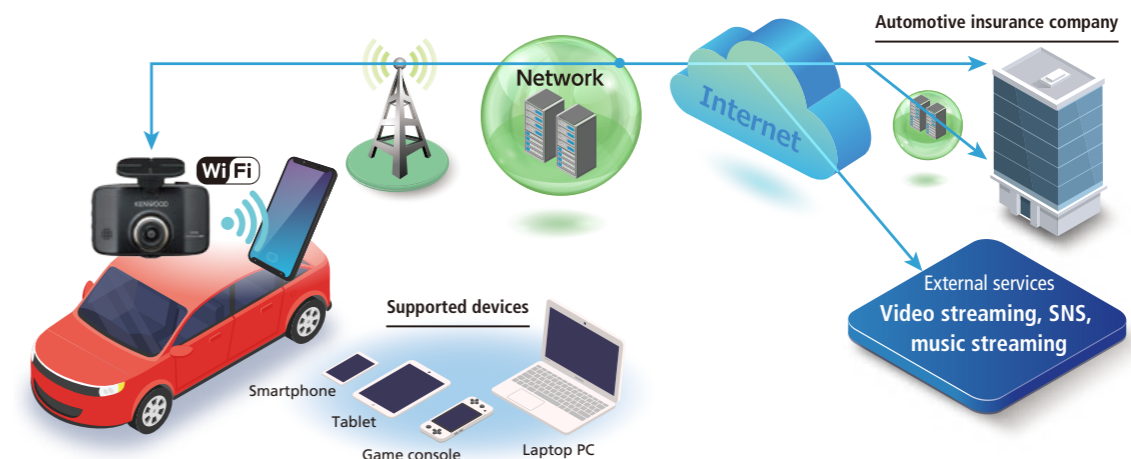 Automotive insurance company
Network
Internet
Wi Fi
KENWOOD
External services
Video streaming, SNS,
music streaming
Supported devices
Smartphone
Tablet
Game console
Laptop PC